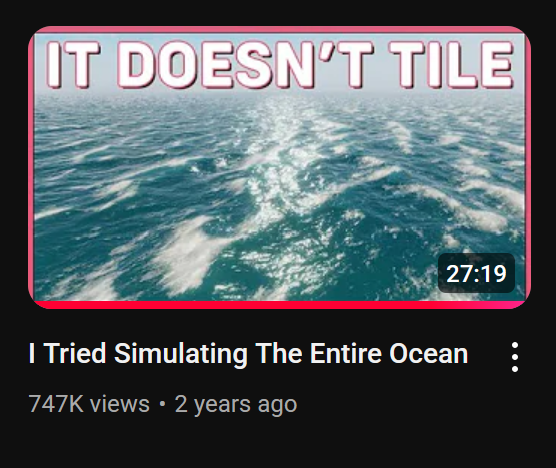 IT DOESN'T TILE
27:19
I Tried Simulating The Entire Ocean
747K views • 2 years ago